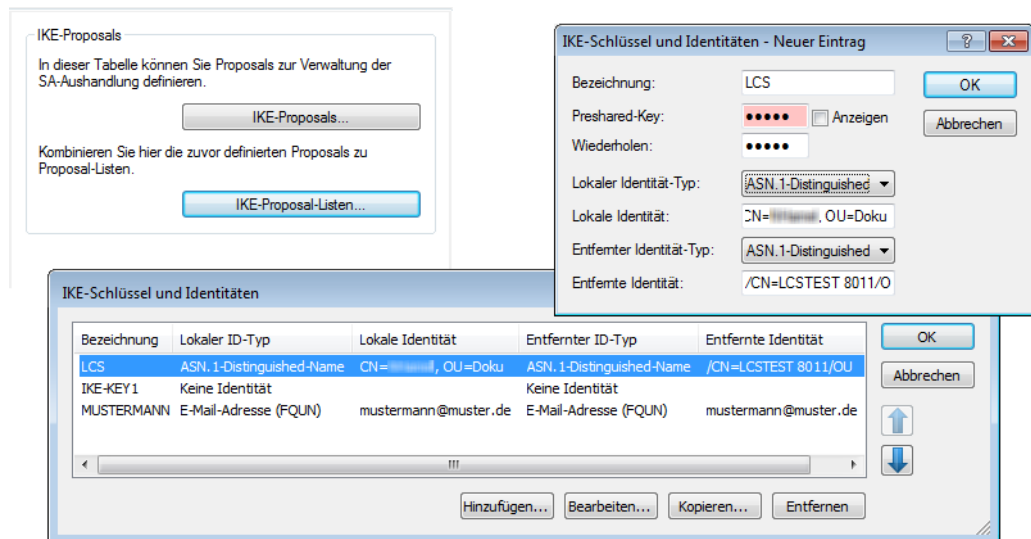 IKE-Proposals
In dieser Tabelle können Sie Proposals zur Verwaltung der
SA-Aushandlung definieren.
IKE-Proposals...
Kombinieren Sie hier die zuvor definierten Proposals zu
Proposal-Listen.
IKE-Proposal-Listen...
IKE-Schlüssel und Identitäten - Neuer Eintrag
Bezeichnung: LCS
OK
Preshared-Key: ●●●●● Anzeigen
Abbrechen
Wiederholen: ●●●●●
Lokaler Identität-Typ: ASN.1-Distinguished
Lokale Identität: CN= , OU=Doku
Entfernter Identität-Typ: ASN.1-Distinguished
Entfernte Identität: /CN=LCSTEST 8011/O
IKE-Schlüssel und Identitäten
Bezeichnung Lokaler ID-Typ Lokale Identität Entfernter ID-Typ Entfernte Identität
LCS ASN.1-Distinguished-Name CN= , OU=Doku ASN.1-Distinguished-Name /CN=LCSTEST 8011/OU
IKE-KEY1 Keine Identität Keine Identität
MUSTERMANN E-Mail-Adresse (FQUN) mustermann@muster.de E-Mail-Adresse (FQUN) mustermann@muster.de
OK
Abbrechen
Hinzufügen... Bearbeiten... Kopieren... Entfernen